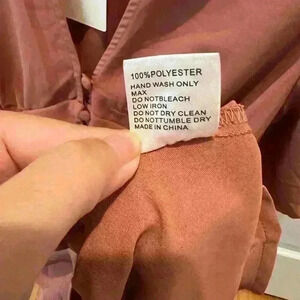 100%POLYESTER
HAND WASH ONLY
MAX
DO NOTBLEACH
LOW IRON
DO NOT DRY CLEAN
DO NOTTUMBLE DRY
MADE IN CHINA